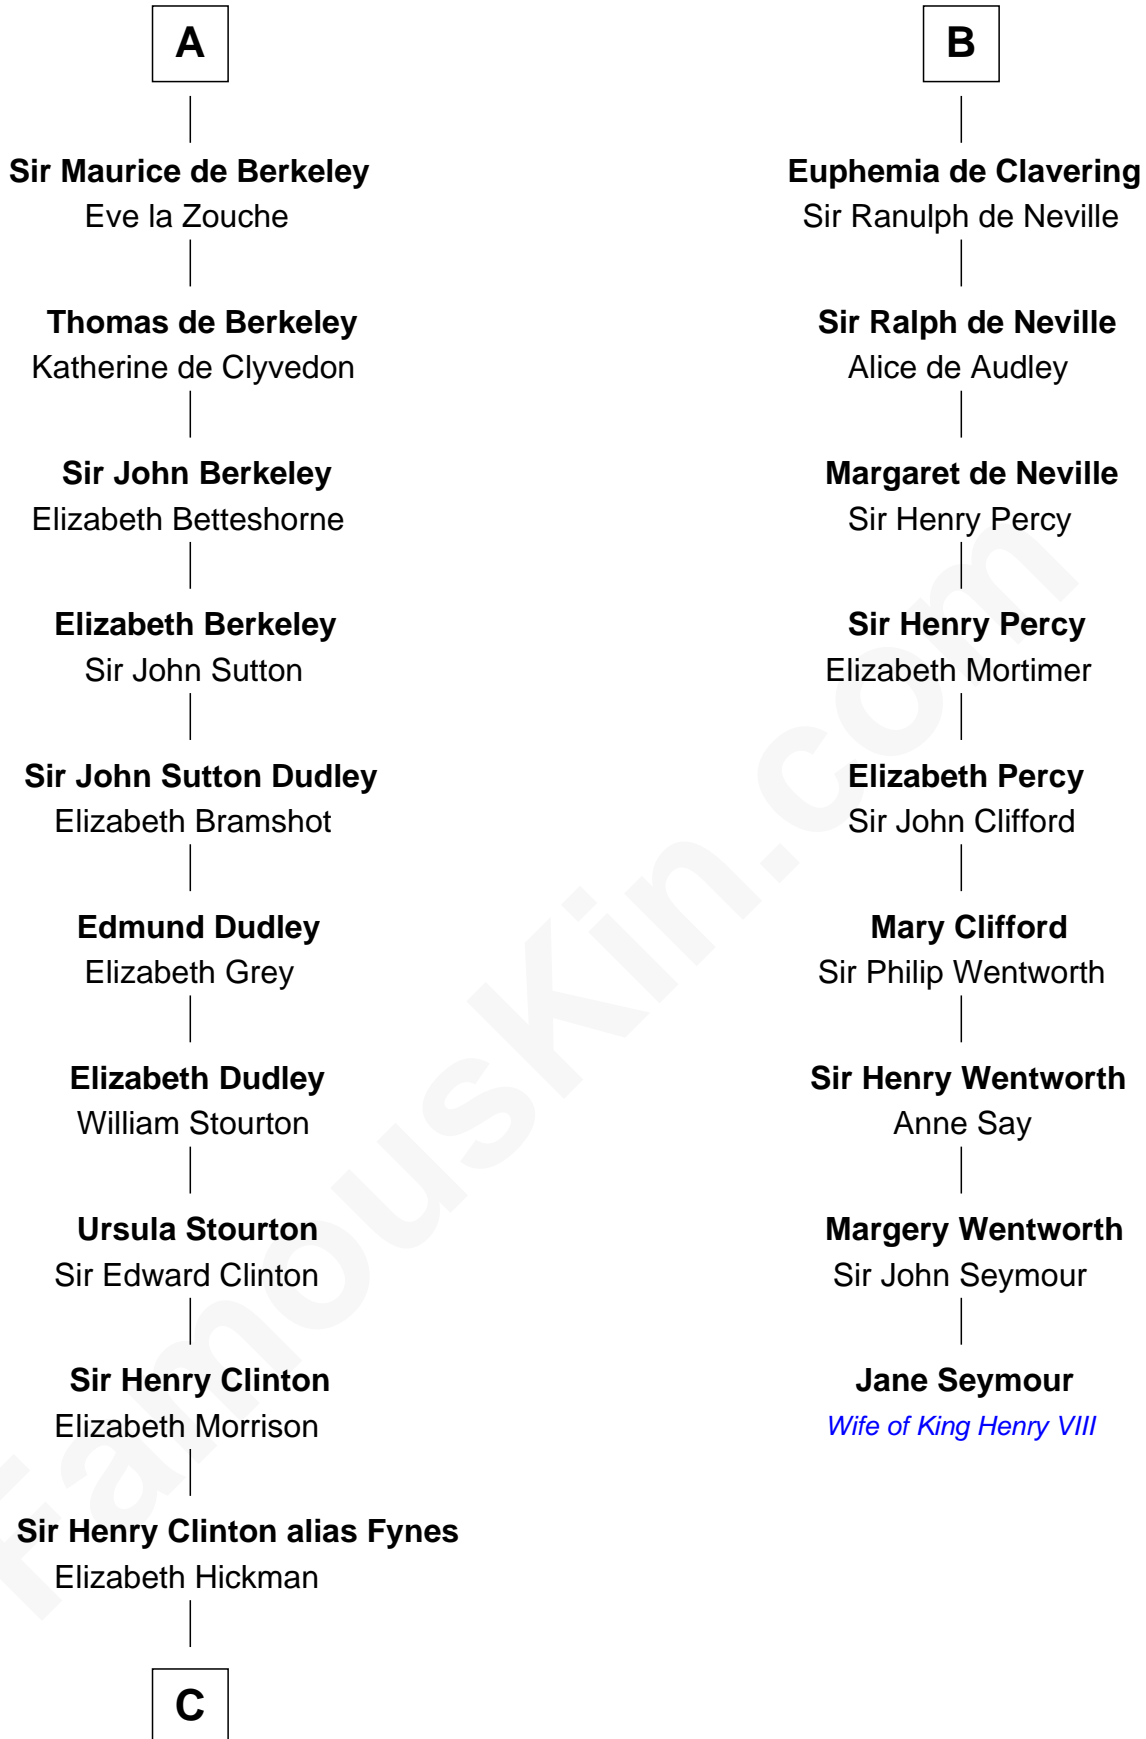 A
Sir Maurice de Berkeley
Eve la Zouche
Thomas de Berkeley
Katherine de Clyvedon
Sir John Berkeley
Elizabeth Betteshorne
Elizabeth Berkeley
Sir John Sutton
Sir John Sutton Dudley
Elizabeth Bramshot
Edmund Dudley
Elizabeth Grey
Elizabeth Dudley
William Stourton
Ursula Stourton
Sir Edward Clinton
Sir Henry Clinton
Elizabeth Morrison
Sir Henry Clinton alias Fynes
Elizabeth Hickman
C
B
Euphemia de Clavering
Sir Ranulph de Neville
Sir Ralph de Neville
Alice de Audley
Margaret de Neville
Sir Henry Percy
Sir Henry Percy
Elizabeth Mortimer
Elizabeth Percy
Sir John Clifford
Mary Clifford
Sir Philip Wentworth
Sir Henry Wentworth
Anne Say
Margery Wentworth
Sir John Seymour
Jane Seymour
Wife of King Henry VIII
FamousKin.com